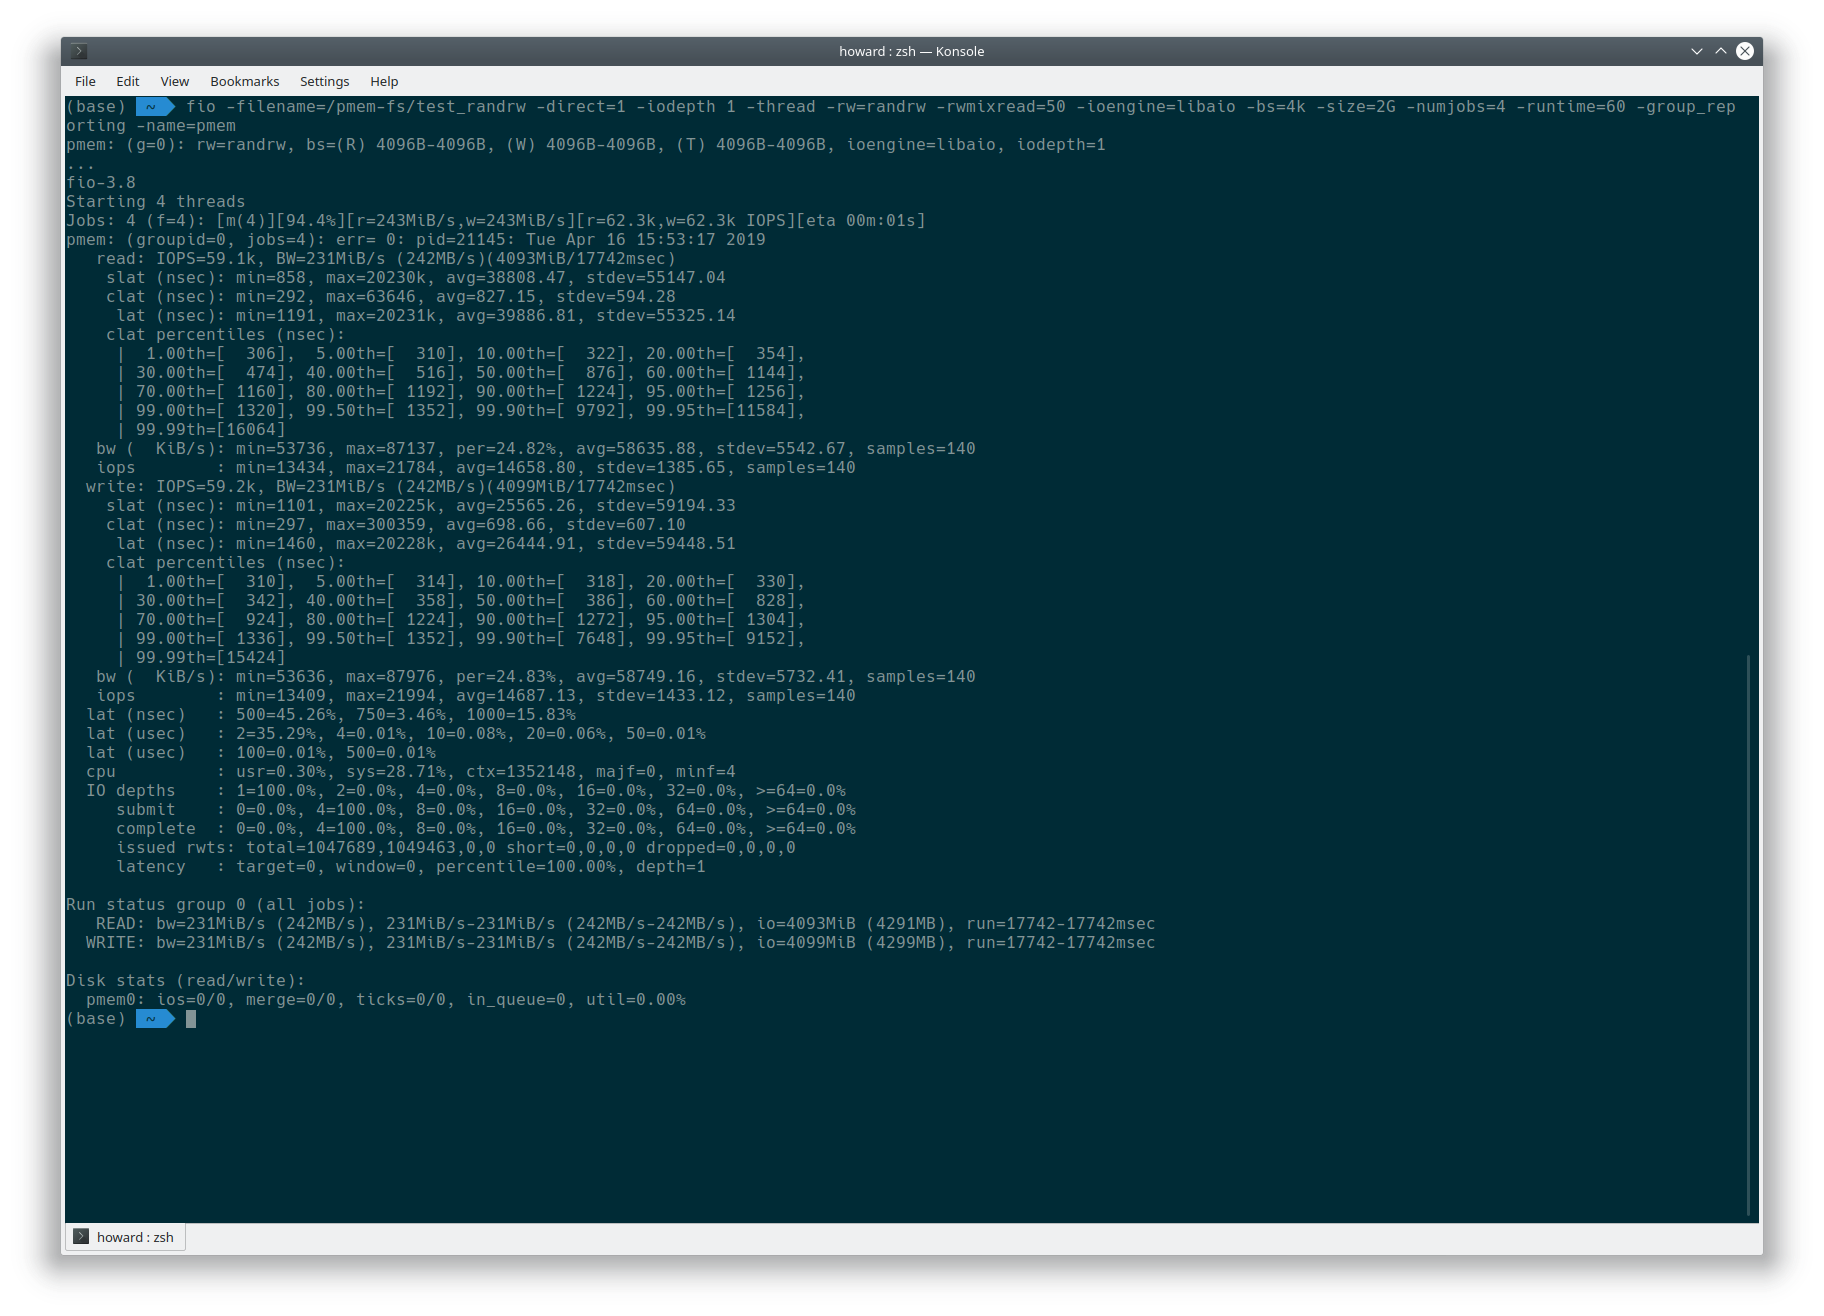 howard : zsh — Konsole
File Edit View Bookmarks Settings Help
(base) ~ fio -filename=/pmem-fs/test_randrw -direct=1 -iodepth 1 -thread -rw=randrw -rwmixread=50 -ioengine=libaio -bs=4k -size=2G -numjobs=4 -runtime=60 -group_rep
orting -name=pmem
pmem: (g=0): rw=randrw, bs=(R) 4096B-4096B, (W) 4096B-4096B, (T) 4096B-4096B, ioengine=libaio, iodepth=1
...
fio-3.8
Starting 4 threads
Jobs: 4 (f=4): [m(4)][94.4%][r=243MiB/s,w=243MiB/s][r=62.3k,w=62.3k IOPS][eta 00m:01s]
pmem: (groupid=0, jobs=4): err= 0: pid=21145: Tue Apr 16 15:53:17 2019
read: IOPS=59.1k, BW=231MiB/s (242MB/s)(4093MiB/17742msec)
slat (nsec): min=858, max=20230k, avg=38808.47, stdev=55147.04
clat (nsec): min=292, max=63646, avg=827.15, stdev=594.28
lat (nsec): min=1191, max=20231k, avg=39886.81, stdev=55325.14
clat percentiles (nsec):
| 1.00th=[ 306], 5.00th=[ 310], 10.00th=[ 322], 20.00th=[ 354],
| 30.00th=[ 474], 40.00th=[ 516], 50.00th=[ 876], 60.00th=[ 1144],
| 70.00th=[ 1160], 80.00th=[ 1192], 90.00th=[ 1224], 95.00th=[ 1256],
| 99.00th=[ 1320], 99.50th=[ 1352], 99.90th=[ 9792], 99.95th=[11584],
| 99.99th=[16064]
bw ( KiB/s): min=53736, max=87137, per=24.82%, avg=58635.88, stdev=5542.67, samples=140
iops : min=13434, max=21784, avg=14658.80, stdev=1385.65, samples=140
write: IOPS=59.2k, BW=231MiB/s (242MB/s)(4099MiB/17742msec)
slat (nsec): min=1101, max=20225k, avg=25565.26, stdev=59194.33
clat (nsec): min=297, max=300359, avg=698.66, stdev=607.10
lat (nsec): min=1460, max=20228k, avg=26444.91, stdev=59448.51
clat percentiles (nsec):
| 1.00th=[ 310], 5.00th=[ 314], 10.00th=[ 318], 20.00th=[ 330],
| 30.00th=[ 342], 40.00th=[ 358], 50.00th=[ 386], 60.00th=[ 828],
| 70.00th=[ 924], 80.00th=[ 1224], 90.00th=[ 1272], 95.00th=[ 1304],
| 99.00th=[ 1336], 99.50th=[ 1352], 99.90th=[ 7648], 99.95th=[ 9152],
| 99.99th=[15424]
bw ( KiB/s): min=53636, max=87976, per=24.83%, avg=58749.16, stdev=5732.41, samples=140
iops : min=13409, max=21994, avg=14687.13, stdev=1433.12, samples=140
lat (nsec) : 500=45.26%, 750=3.46%, 1000=15.83%
lat (usec) : 2=35.29%, 4=0.01%, 10=0.08%, 20=0.06%, 50=0.01%
lat (usec) : 100=0.01%, 500=0.01%
cpu : usr=0.30%, sys=28.71%, ctx=1352148, majf=0, minf=4
IO depths : 1=100.0%, 2=0.0%, 4=0.0%, 8=0.0%, 16=0.0%, 32=0.0%, >=64=0.0%
submit : 0=0.0%, 4=100.0%, 8=0.0%, 16=0.0%, 32=0.0%, 64=0.0%, >=64=0.0%
complete : 0=0.0%, 4=100.0%, 8=0.0%, 16=0.0%, 32=0.0%, 64=0.0%, >=64=0.0%
issued rwts: total=1047689,1049463,0,0 short=0,0,0,0 dropped=0,0,0,0
latency : target=0, window=0, percentile=100.00%, depth=1
Run status group 0 (all jobs):
READ: bw=231MiB/s (242MB/s), 231MiB/s-231MiB/s (242MB/s-242MB/s), io=4093MiB (4291MB), run=17742-17742msec
WRITE: bw=231MiB/s (242MB/s), 231MiB/s-231MiB/s (242MB/s-242MB/s), io=4099MiB (4299MB), run=17742-17742msec
Disk stats (read/write):
pmem0: ios=0/0, merge=0/0, ticks=0/0, in_queue=0, util=0.00%
(base) ~
howard : zsh